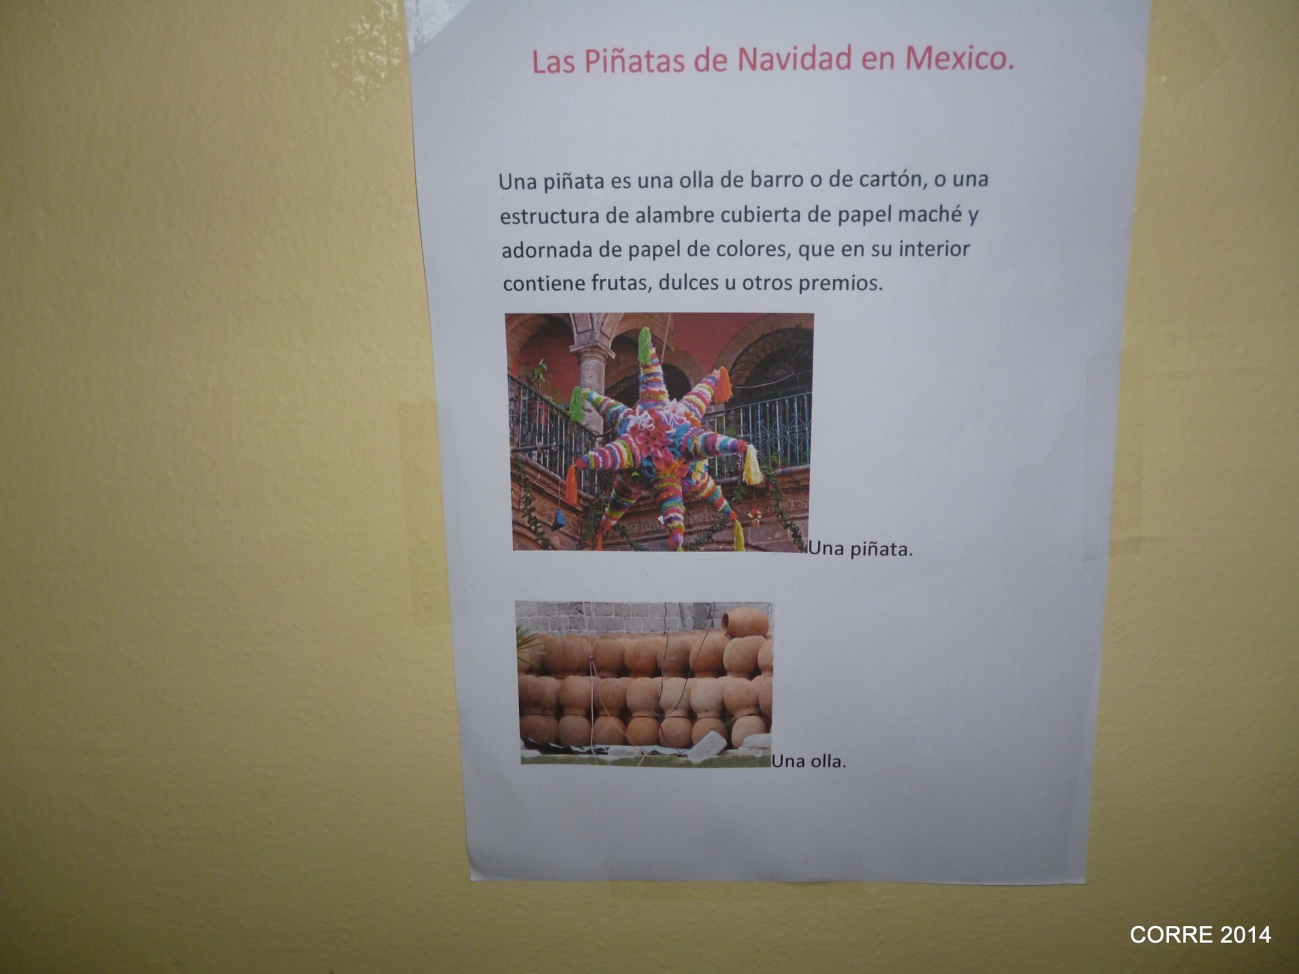 Las Piñatas de Navidad en Mexico.
Una piñata es una olla de barro o de cartón, o una
estructura de alambre cubierta de papel maché y
adornada de papel de colores, que en su interior
contiene frutas, dulces u otros premios.
Una piñata.
Una olla.
CORRE 2014